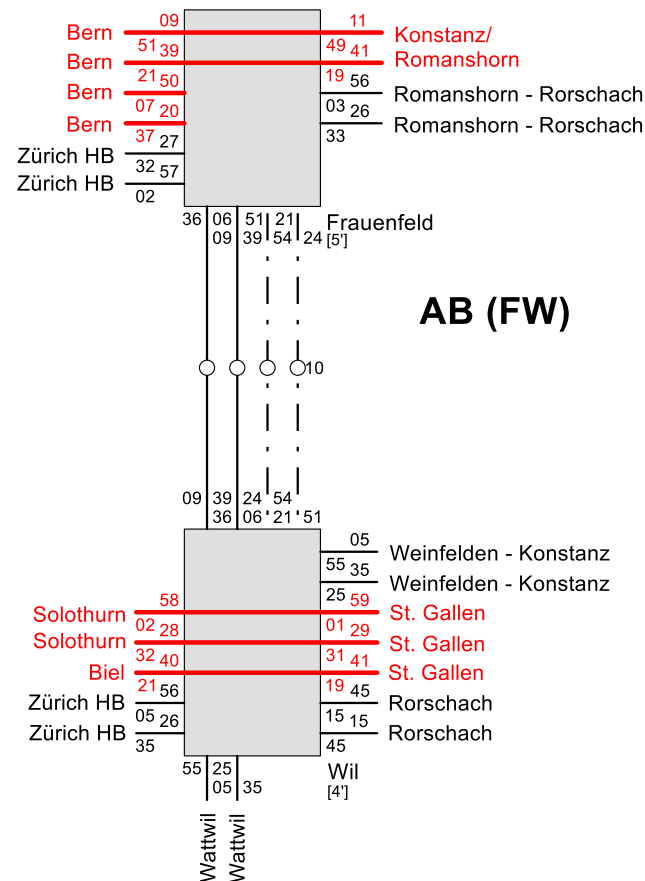 09 11
Bern Konstanz/
51 39 49 41
Bern Romanshorn
21 50 19 56
Bern Romanshorn - Rorschach
07 20 03 26
Bern Romanshorn - Rorschach
37 27 33
Zürich HB
32 57
Zürich HB
02
36 06 51 21 Frauenfeld
09 39 54 24 [5']
AB (FW)
10
09 39 24 54
36 06 21 51
05
Weinfelden - Konstanz
55 35
Weinfelden - Konstanz
25
58 59
Solothurn St. Gallen
02 28 01 29
Solothurn St. Gallen
32 40 31 41
Biel St. Gallen
21 56 19 45
Zürich HB Rorschach
05 26 15 15
Zürich HB Rorschach
35 45
55 25 Wil
05 35 [4']
Wattwil
Wattwil